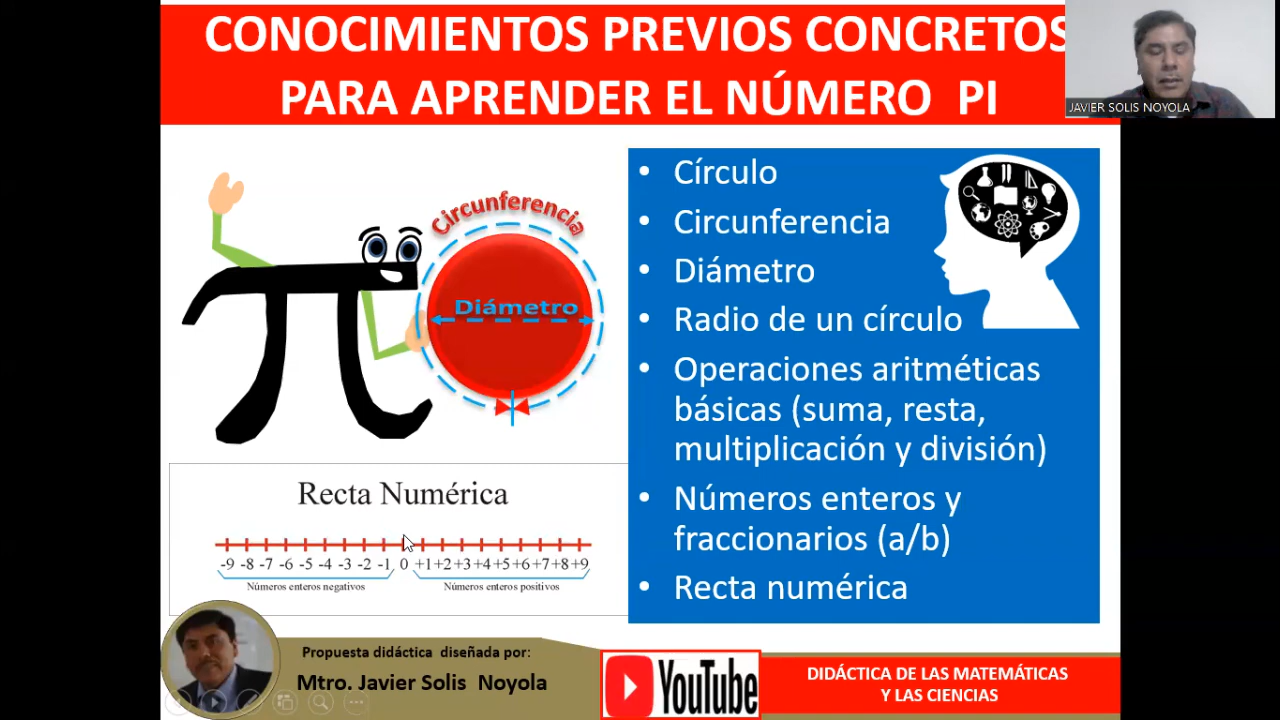 CONOCIMIENTOS PREVIOS CONCRETOS
PARA APRENDER EL NÚMERO PI
JAVIER SOLIS NOYOLA
Circunferencia
Diámetro
• Círculo
• Circunferencia
• Diámetro
• Radio de un círculo
• Operaciones aritméticas
básicas (suma, resta,
multiplicación y división)
• Números enteros y
fraccionarios (a/b)
• Recta numérica
Recta Numérica
-9 -8 -7 -6 -5 -4 -3 -2 -1 0 +1 +2 +3 +4 +5 +6 +7 +8 +9
Números enteros negativos Números enteros positivos
Propuesta didáctica diseñada por:
Mtro. Javier Solis Noyola
YouTube
DIDÁCTICA DE LAS MATEMÁTICAS
Y LAS CIENCIAS